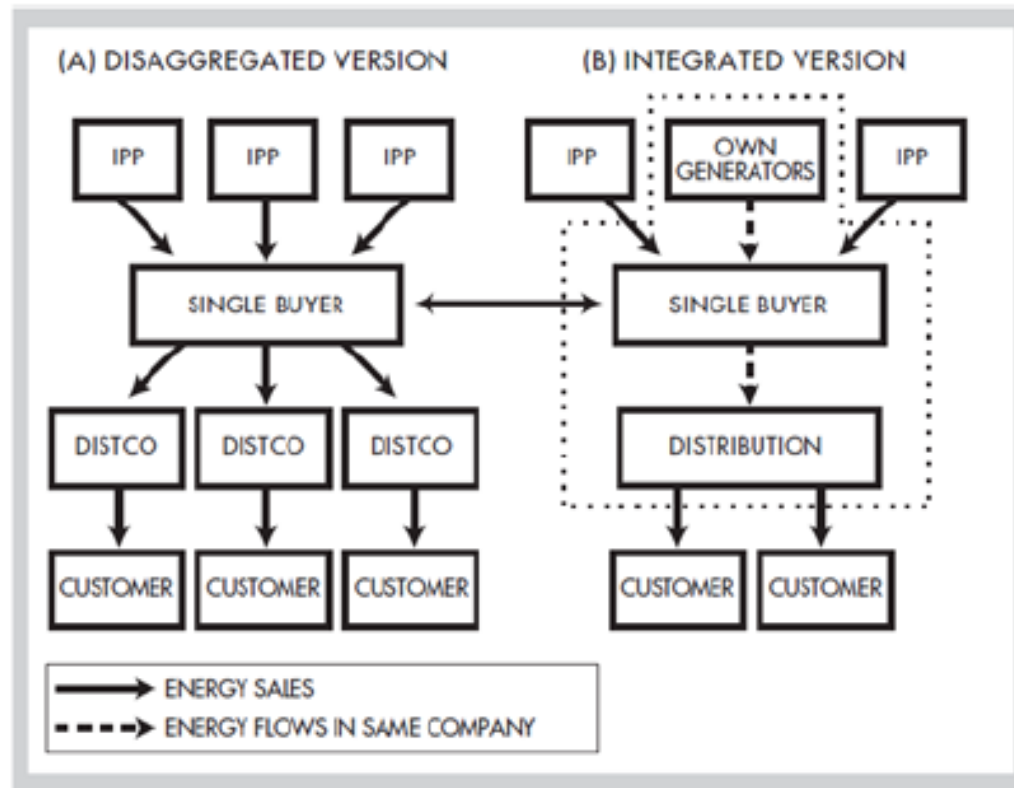 (A) DISAGGREGATED VERSION
(B) INTEGRATED VERSION
IPP
IPP
IPP
IPP
OWN
GENERATORS
IPP
SINGLE BUYER
SINGLE BUYER
DISTCO
DISTCO
DISTCO
DISTRIBUTION
CUSTOMER
CUSTOMER
CUSTOMER
CUSTOMER
CUSTOMER
ENERGY SALES
ENERGY FLOWS IN SAME COMPANY